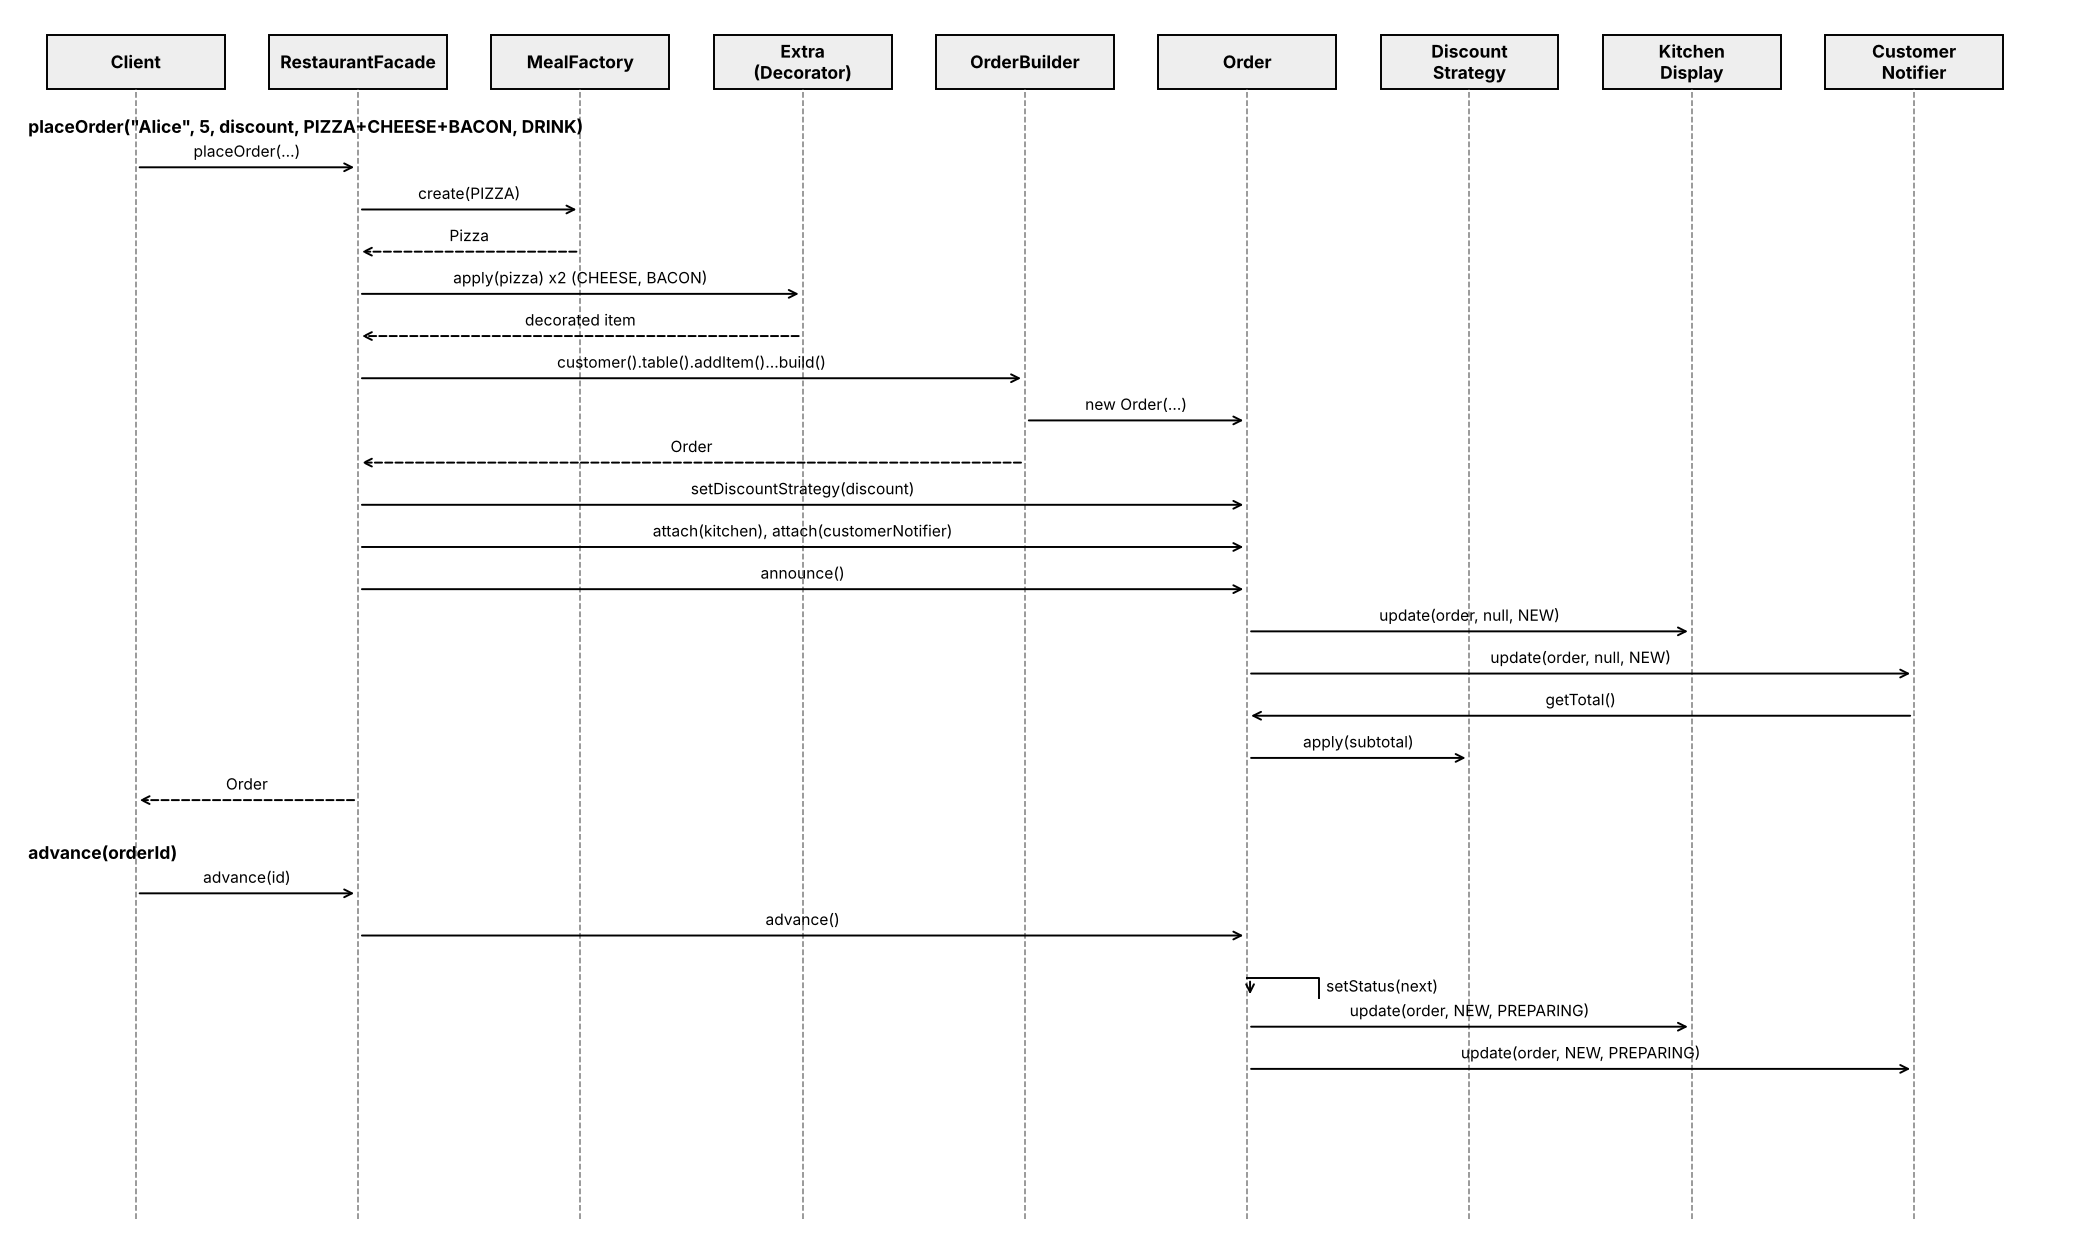 Client
RestaurantFacade
MealFactory
Extra
(Decorator)
OrderBuilder
Order
Discount
Strategy
Kitchen
Display
Customer
Notifier
placeOrder("Alice", 5, discount, PIZZA+CHEESE+BACON, DRINK)
placeOrder(...)
create(PIZZA)
Pizza
apply(pizza) x2 (CHEESE, BACON)
decorated item
customer().table().addItem()...build()
new Order(...)
Order
setDiscountStrategy(discount)
attach(kitchen), attach(customerNotifier)
announce()
update(order, null, NEW)
update(order, null, NEW)
getTotal()
apply(subtotal)
Order
advance(orderId)
advance(id)
advance()
setStatus(next)
update(order, NEW, PREPARING)
update(order, NEW, PREPARING)